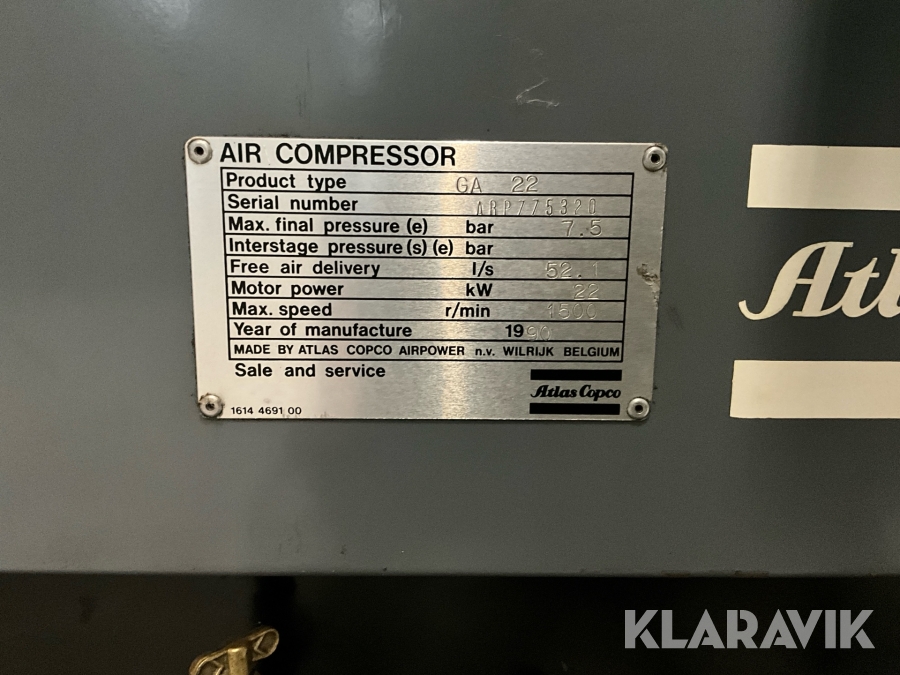 AIR COMPRESSOR
Product type GA 22
Serial number ARP775320
Max. final pressure (e) bar 7.5
Interstage pressure (s) (e) bar
Free air delivery l/s 52.1
Motor power kW 22
Max. speed r/min 1500
Year of manufacture 1990
MADE BY ATLAS COPCO AIRPOWER n.v. WILRIJK BELGIUM
Sale and service
Atlas Copco
1614 4691 00
Atl
KLARAVIK